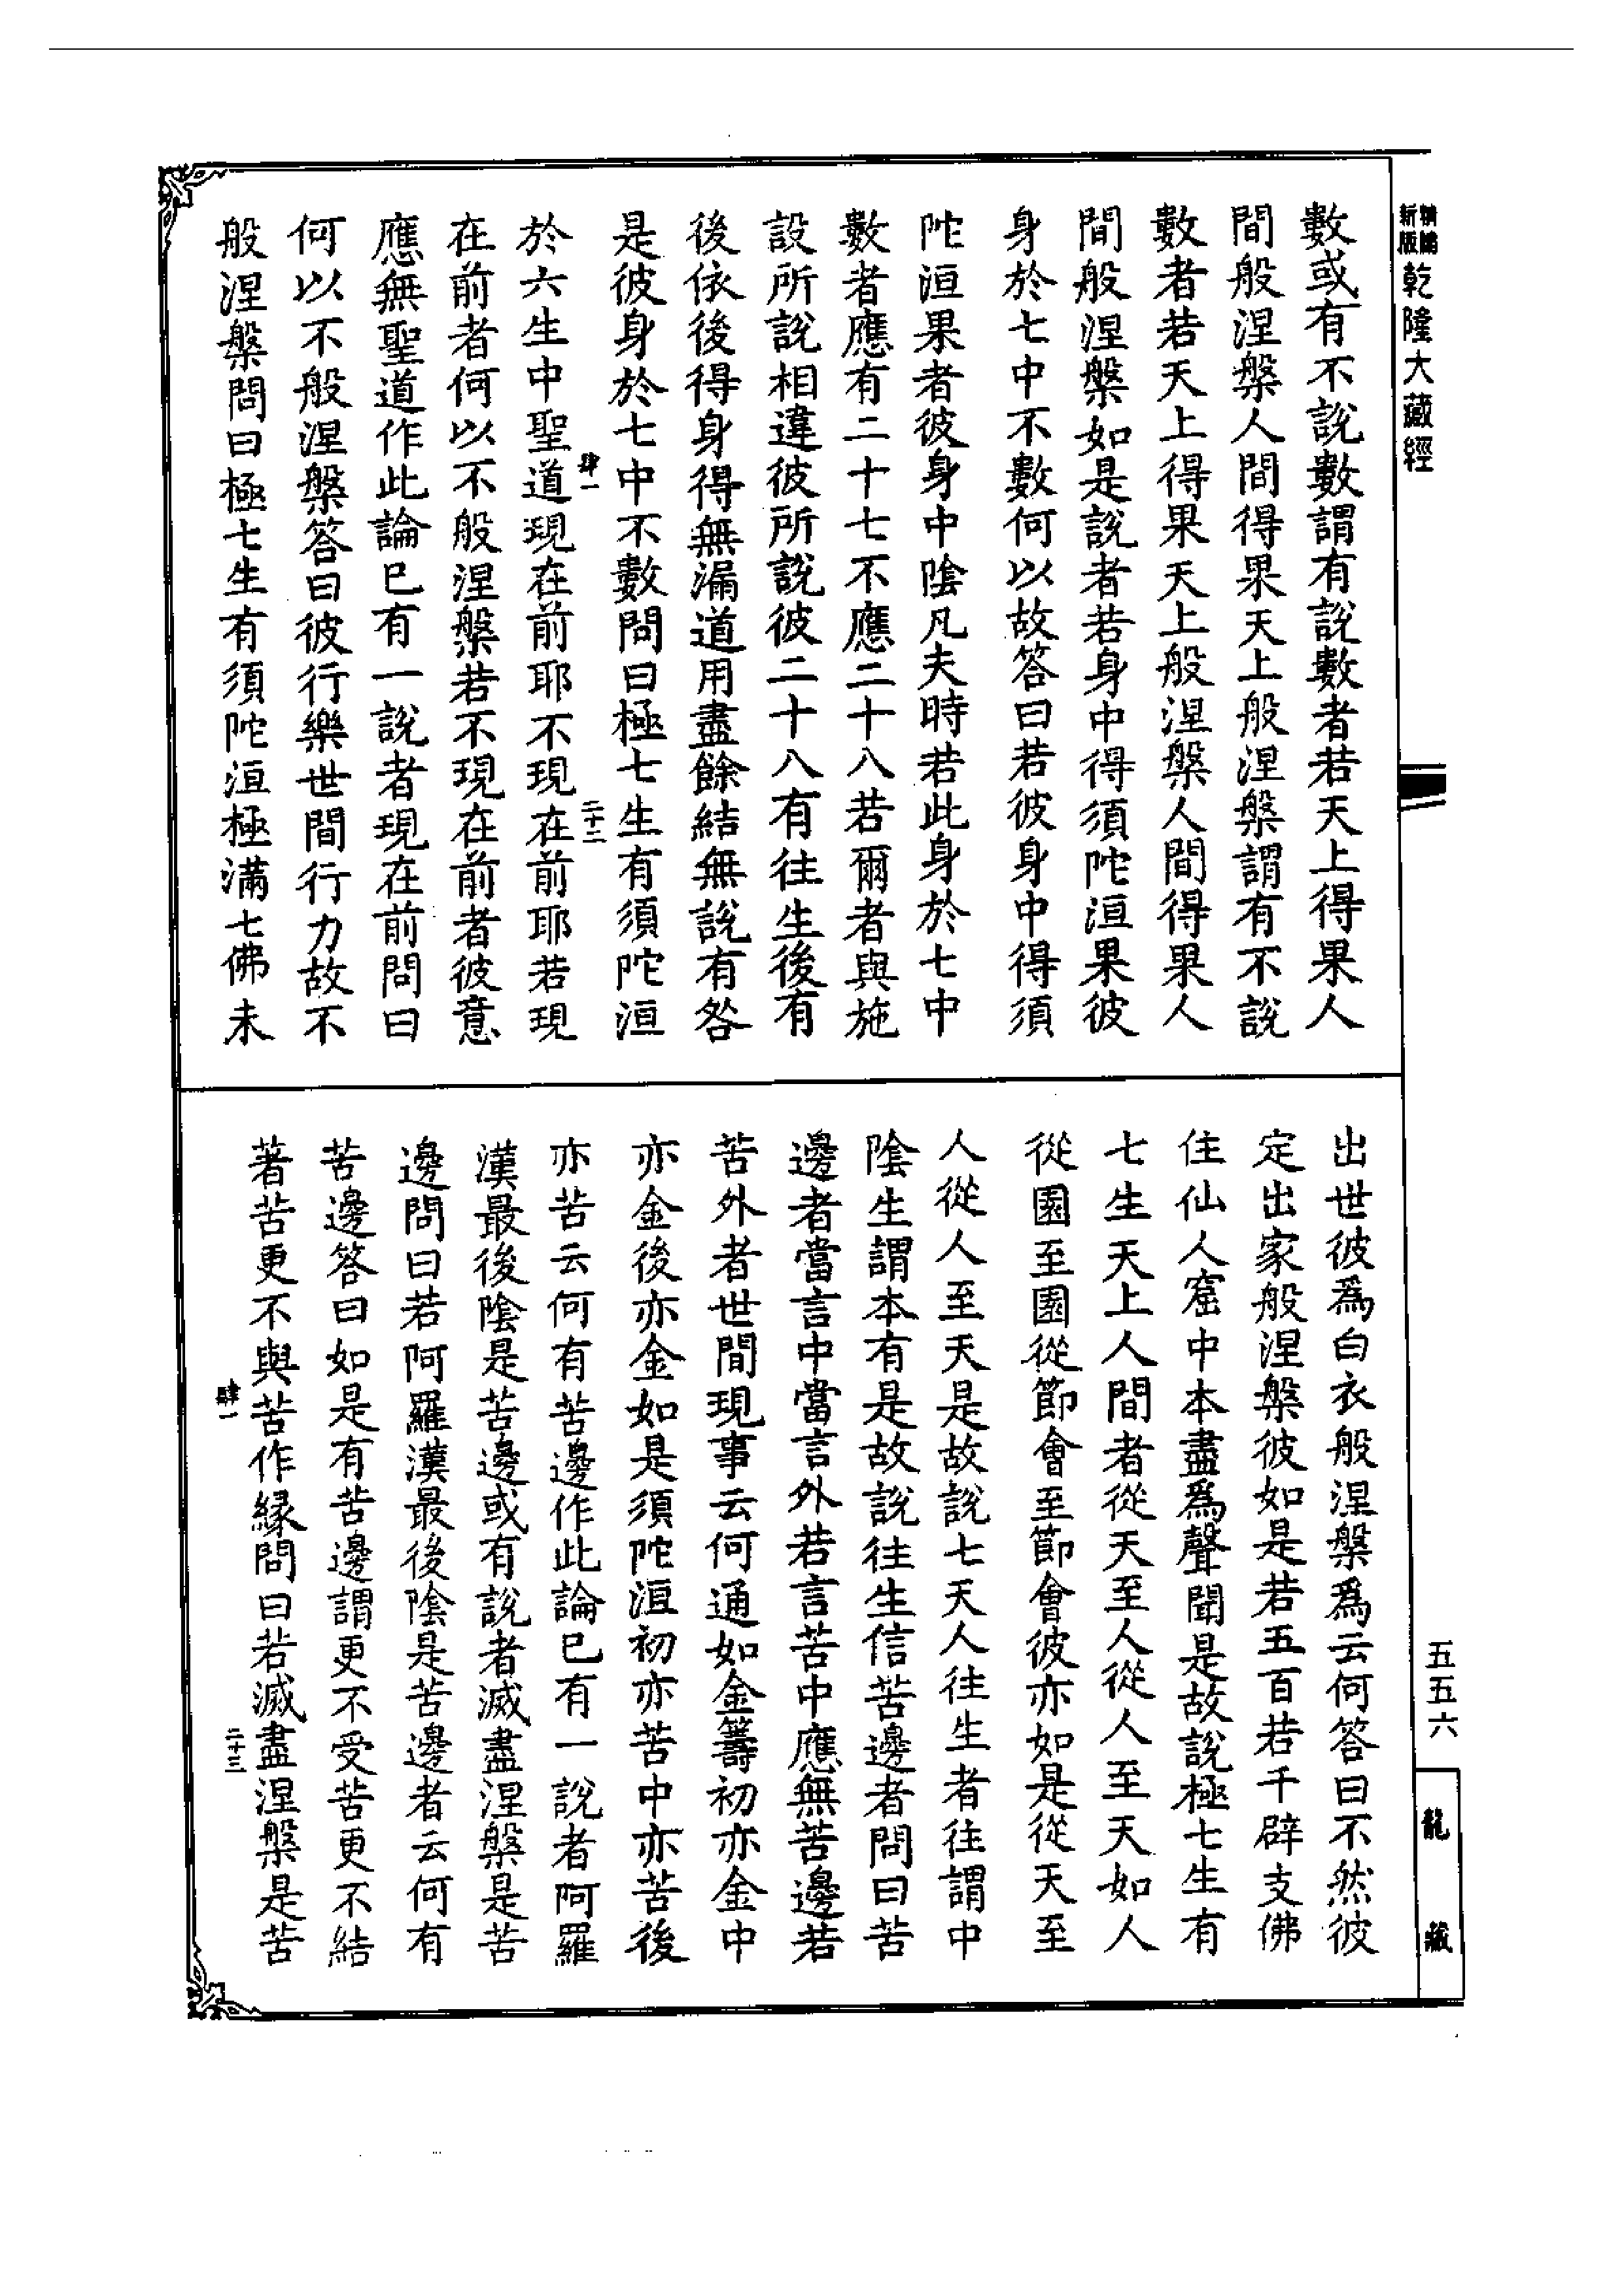 精編新版乾隆大藏經
數或有不說數謂有說數者若天上得果人
間般涅槃人間得果天上般涅槃謂有不說
數者若天上得果天上般涅槃人間得果人
間般涅槃如是說者若身中得須陀洹果彼
身於七中不數何以故答曰若彼身中得須
陀洹果者彼身中陰凡夫時若此身於七中
數者應有二十七不應二十八若爾者與施
設所說相違彼所說彼二十八有往生後有
後依後得身得無漏道用盡餘結無說有咎
是彼身於七中不數問曰極七生有須陀洹
肆一
二十二
於六生中聖道現在前耶不現在前耶若現
在前者何以不般涅槃若不現在前者彼意
應無聖道作此論已有一說者現在前問曰
何以不般涅槃答曰彼行樂世間行力故不
般涅槃問曰極七生有須陀洹極滿七佛未
出世彼為白衣般涅槃為云何答曰不然彼
定出家般涅槃彼如是若五百若千辟支佛
住仙人窟中本盡為聲聞是故說極七生有
七生天上人間者從天至人從人至天如人
從園至園從節會至節會彼亦如是從天至
人從人至天是故說七天人往生者往謂中
陰生謂本有是故說往生信苦邊者問曰苦
邊者當言中當言外若言苦中應無苦邊若
苦外者世間現事云何通如金籌初亦金中
亦金後亦金如是須陀洹初亦苦中亦苦後
亦苦云何有苦邊作此論已有一說者阿羅
漢最後陰是苦邊或有說者滅盡涅槃是苦
邊問曰若阿羅漢最後陰是苦邊者云何有
苦邊答曰如是有苦邊謂更不受苦更不結
著苦更不與苦作緣問曰若滅盡涅槃是苦
肆一
二十三
五五六
龍藏